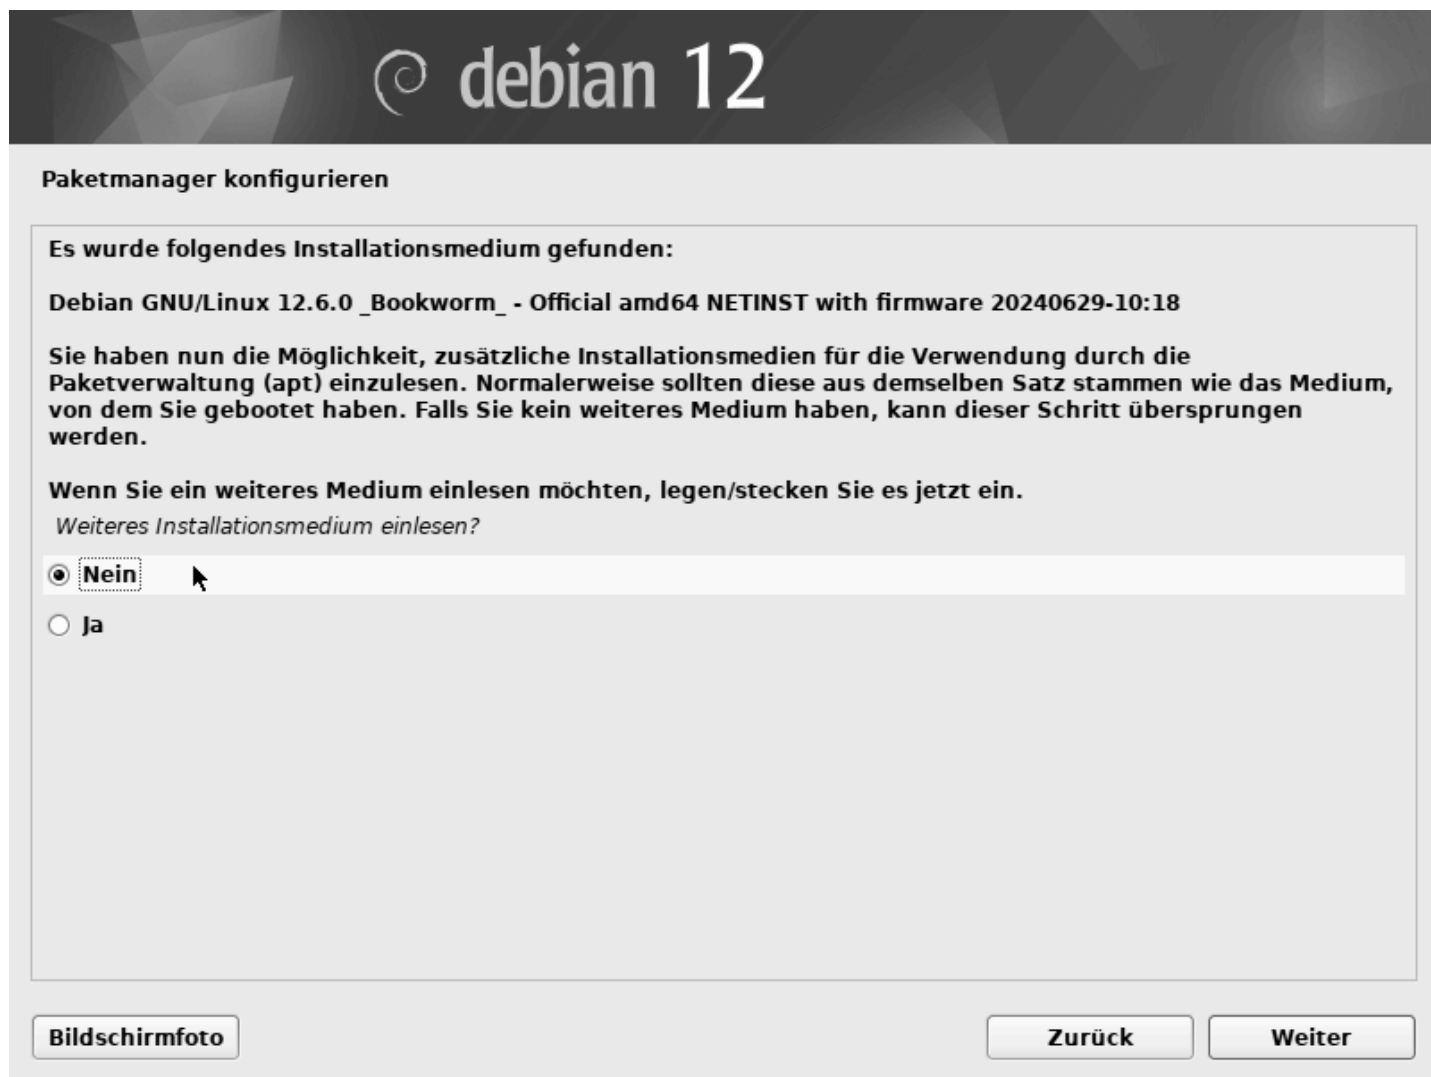 debian 12
Paketmanager konfigurieren
Es wurde folgendes Installationsmedium gefunden:
Debian GNU/Linux 12.6.0 _Bookworm_ - Official amd64 NETINST with firmware 20240629-10:18
Sie haben nun die Möglichkeit, zusätzliche Installationsmedien für die Verwendung durch die
Paketverwaltung (apt) einzulesen. Normalerweise sollten diese aus demselben Satz stammen wie das Medium,
von dem Sie gebootet haben. Falls Sie kein weiteres Medium haben, kann dieser Schritt übersprungen
werden.
Wenn Sie ein weiteres Medium einlesen möchten, legen/stecken Sie es jetzt ein.
Weiteres Installationsmedium einlesen?
Nein
Ja
Bildschirmfoto
Zurück
Weiter